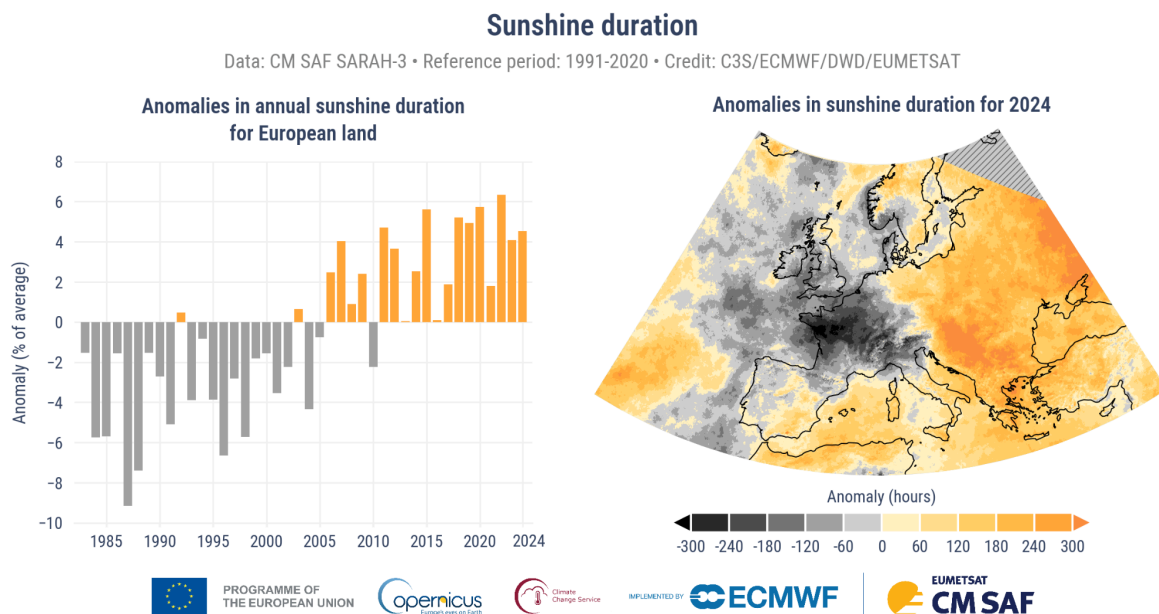 Sunshine duration
Data: CM SAF SARAH-3 • Reference period: 1991-2020 • Credit: C3S/ECMWF/DWD/EUMETSAT
Anomalies in annual sunshine duration
for European land
Anomaly (% of average)
8
6
4
2
0
−2
−4
−6
−8
−10
1985
1990
1995
2000
2005
2010
2015
2020
2024
Anomalies in sunshine duration for 2024
Anomaly (hours)
-300 -240 -180 -120 -60 0 60 120 180 240 300
PROGRAMME OF
THE EUROPEAN UNION
opernicus
Europe's eyes on Earth
Climate
Change Service
IMPLEMENTED BY
ECMWF
EUMETSAT
CM SAF